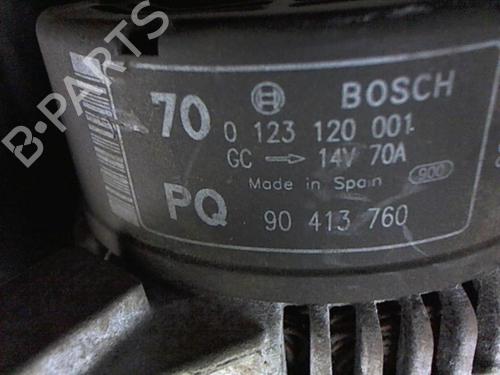 B-PARTS
70 BOSCH
0 123 120 001
GC → 14V 70A
Made in Spain 900
PQ 90 413 760